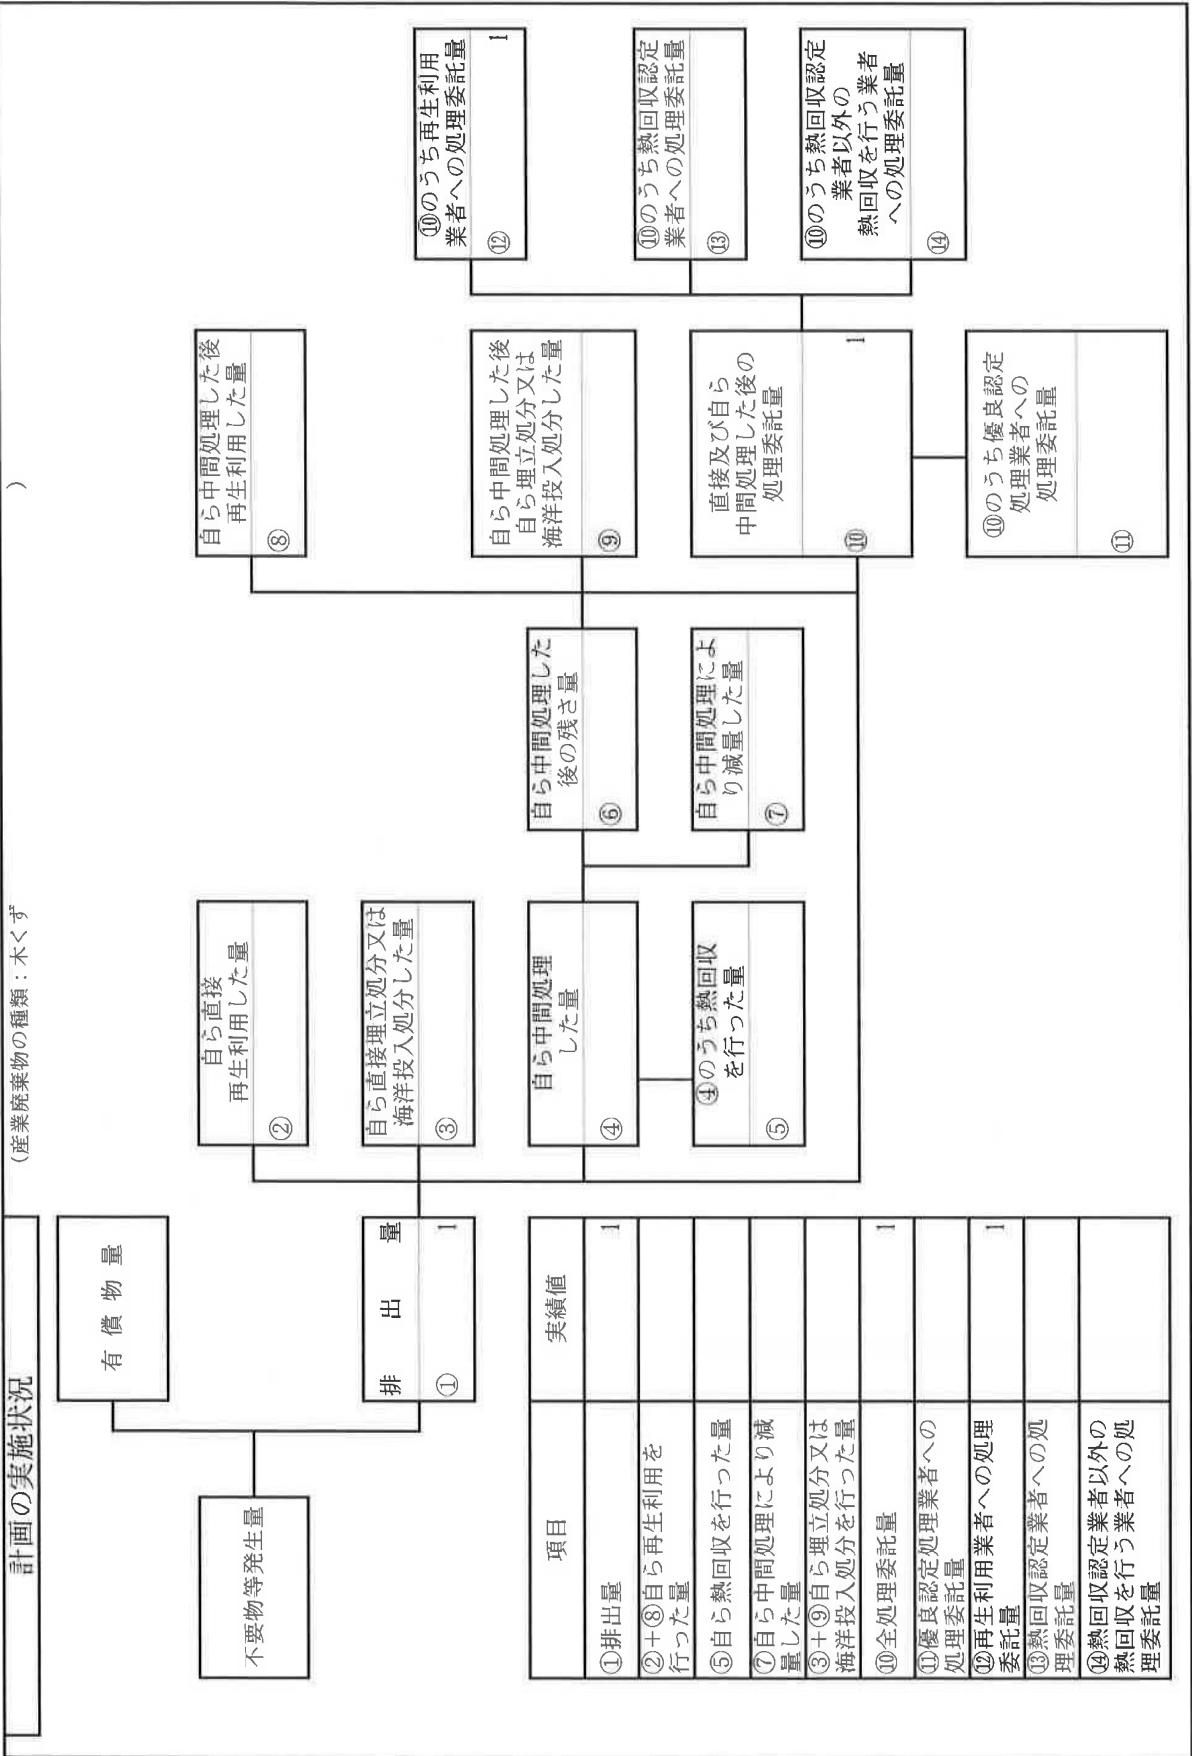 計画の実施状況
(産業廃棄物の種類：木くず
)
不要物等発生量
有償物量
排出量
① 1
自ら直接
再生利用した量
②
自ら直接埋立処分又は
海洋投入処分した量
③
自ら中間処理
した量
④
④のうち熱回収
を行った量
⑤
自ら中間処理した
後の残さ量
⑥
自ら中間処理によ
り減量した量
⑦
自ら中間処理した後
再生利用した量
⑧
自ら中間処理した後
自ら埋立処分又は
海洋投入処分した量
⑨
直接及び自ら
中間処理した後の
処理委託量
⑩ 1
⑩のうち優良認定
処理業者への
処理委託量
⑪
⑩のうち再生利用
業者への処理委託量
⑫ 1
⑩のうち熱回収認定
業者への処理委託量
⑬
⑩のうち熱回収認定
業者以外の
熱回収を行う業者
への処理委託量
⑭
項目 実績値
①排出量 1
②＋⑧自ら再生利用を
行った量
⑤自ら熱回収を行った量
⑦自ら中間処理により減
量した量
③＋⑨自ら埋立処分又は
海洋投入処分を行った量
⑩全処理委託量 1
⑪優良認定処理業者への
処理委託量
⑫再生利用業者への処理
委託量 1
⑬熱回収認定業者への処
理委託量
⑭熱回収認定業者以外の
熱回収を行う業者への処
理委託量